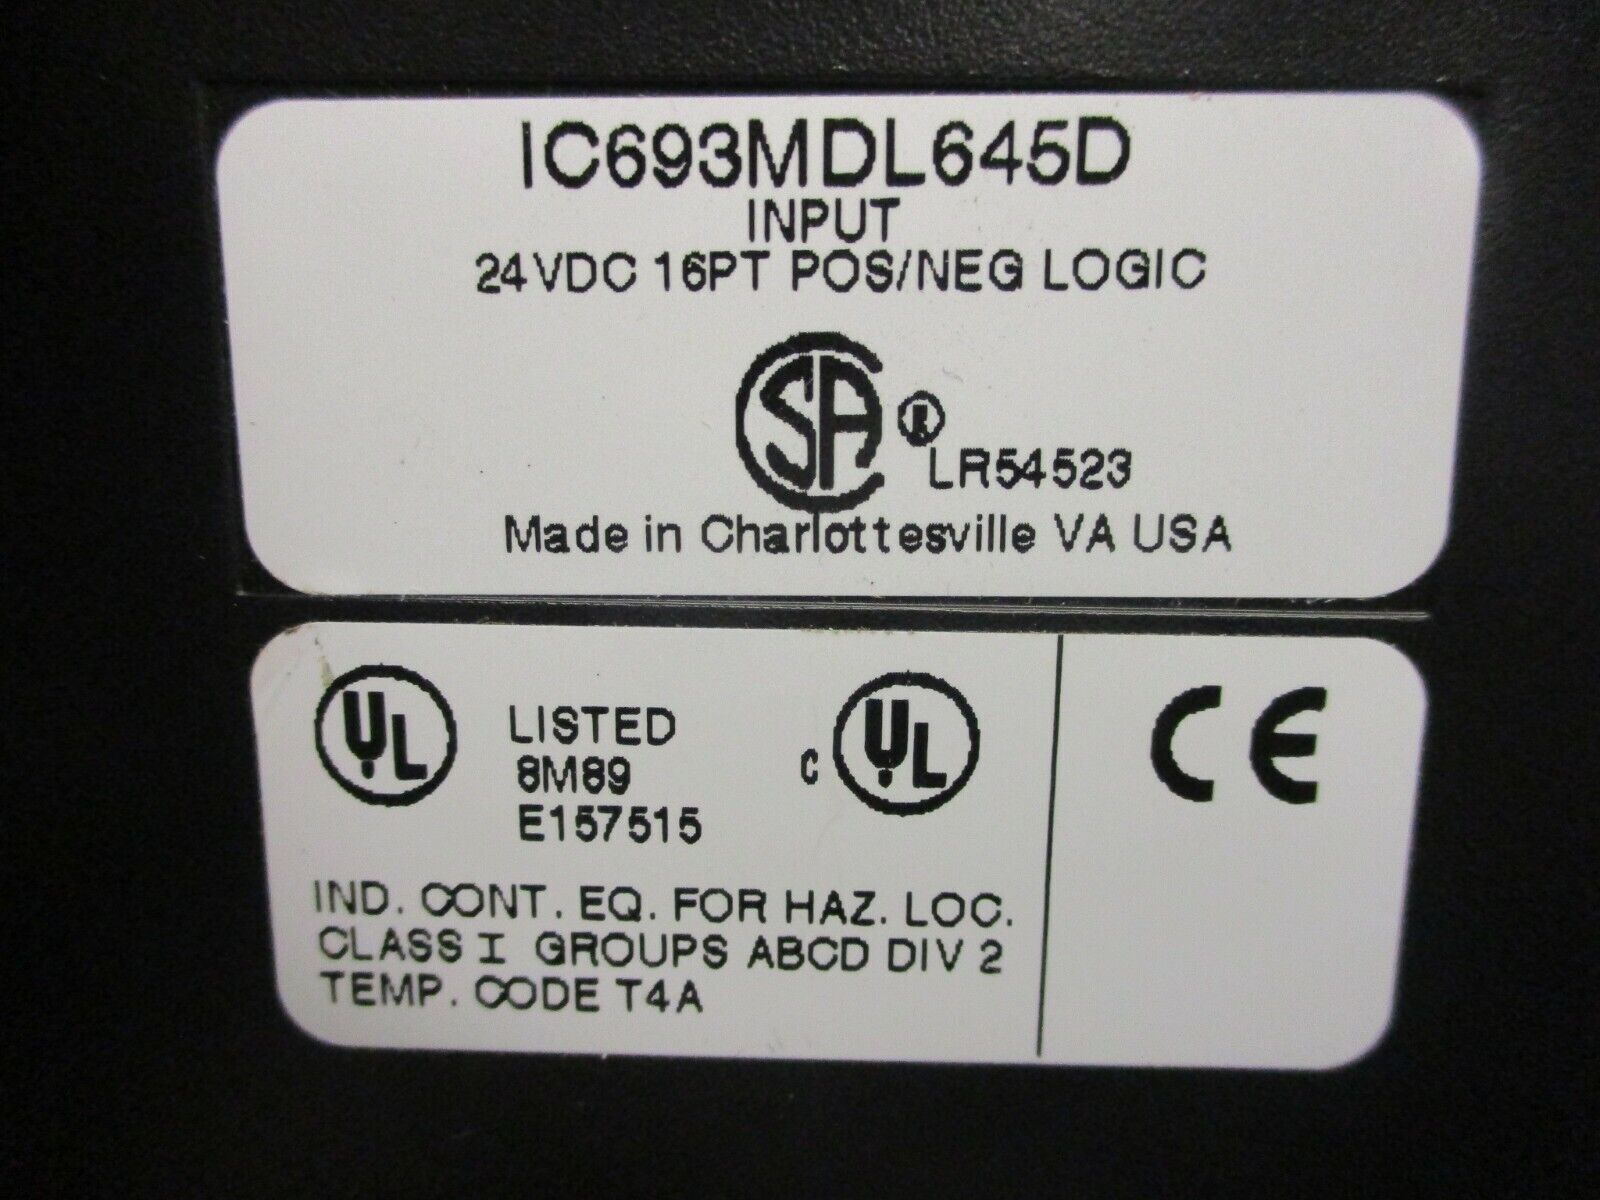 IC693MDL645D
INPUT
24VDC 16PT POS/NEG LOGIC
SA ®
LR54523
Made in Charlottesville VA USA
UL LISTED C UL CE
8M89
E157515
IND. CONT. EQ. FOR HAZ. LOC.
CLASS I GROUPS ABCD DIV 2
TEMP. CODE T4A